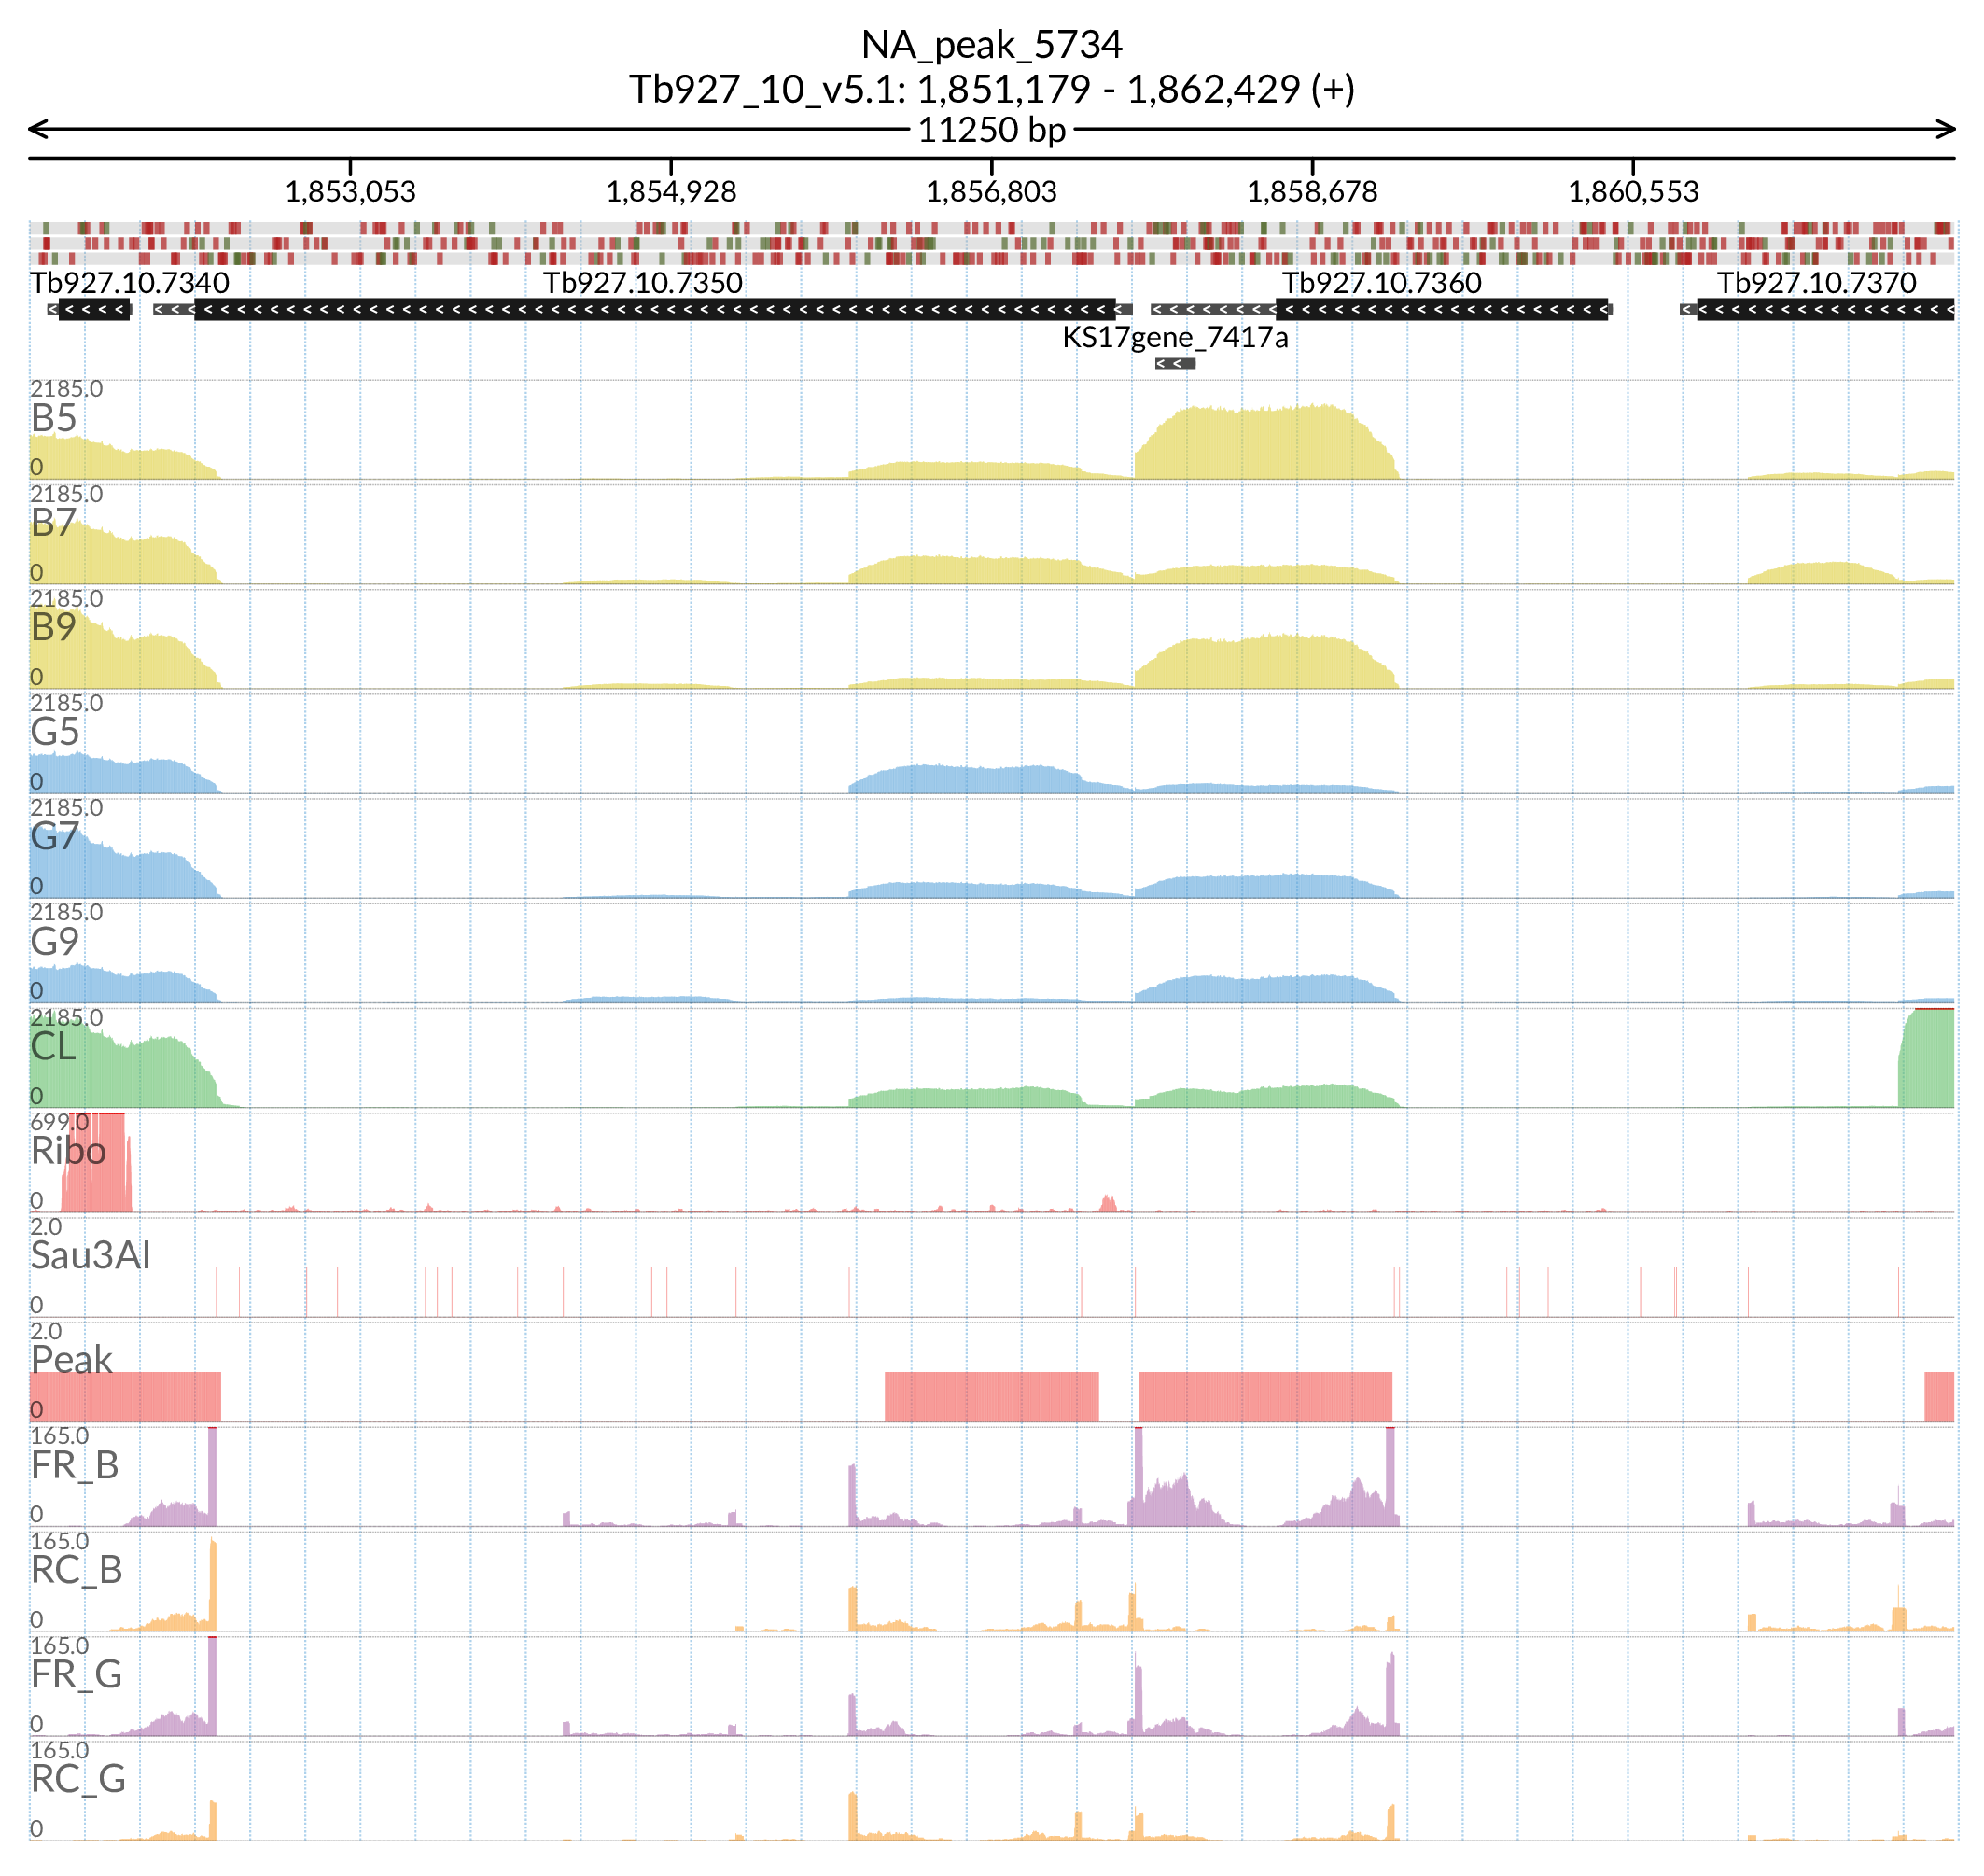 NA_peak_5734
Tb927_10_v5.1: 1,851,179 - 1,862,429 (+)
11250 bp
1,853,053 1,854,928 1,856,803 1,858,678 1,860,553
Tb927.10.7340 Tb927.10.7350 Tb927.10.7360 Tb927.10.7370
KS17gene_7417a
2185.0
B5
0
2185.0
B7
0
2185.0
B9
0
2185.0
G5
0
2185.0
G7
0
2185.0
G9
0
2185.0
CL
0
699.0
Ribo
0
2.0
Sau3AI
0
2.0
Peak
0
165.0
FR_B
0
165.0
RC_B
0
165.0
FR_G
0
165.0
RC_G
0